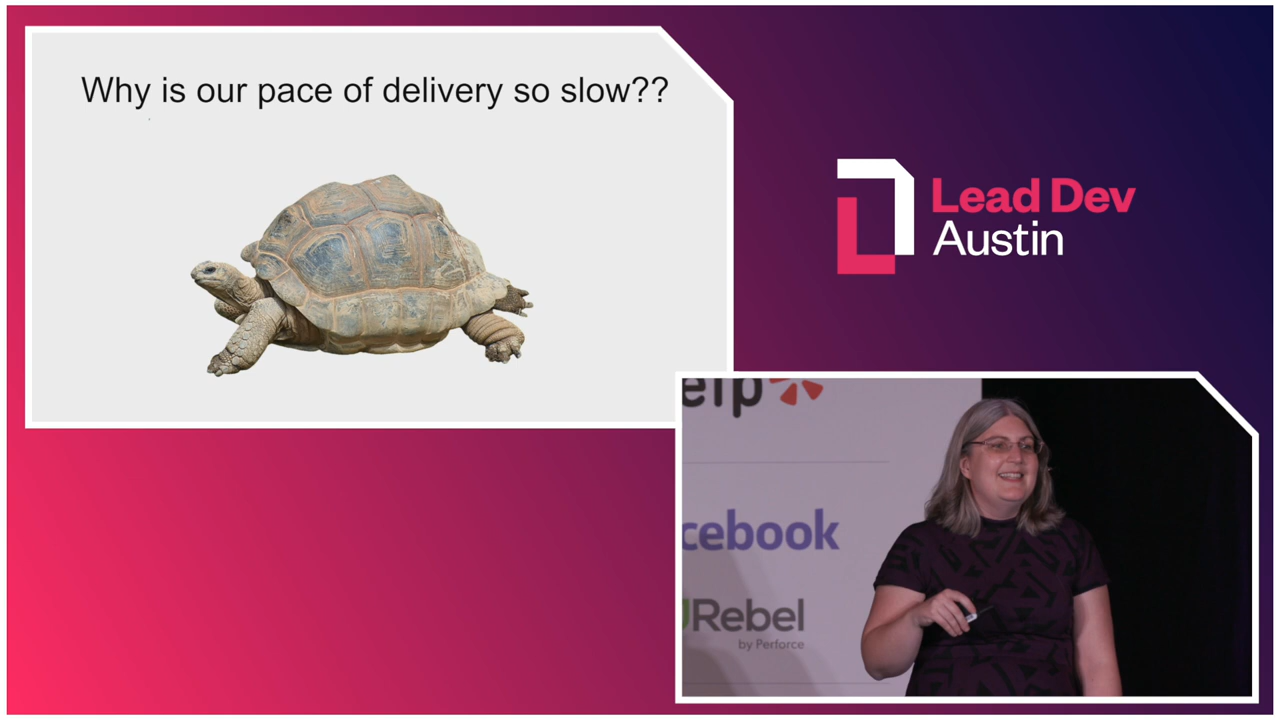 Why is our pace of delivery so slow??
Lead Dev
Austin
elp
cebook
Rebel
by Perforce